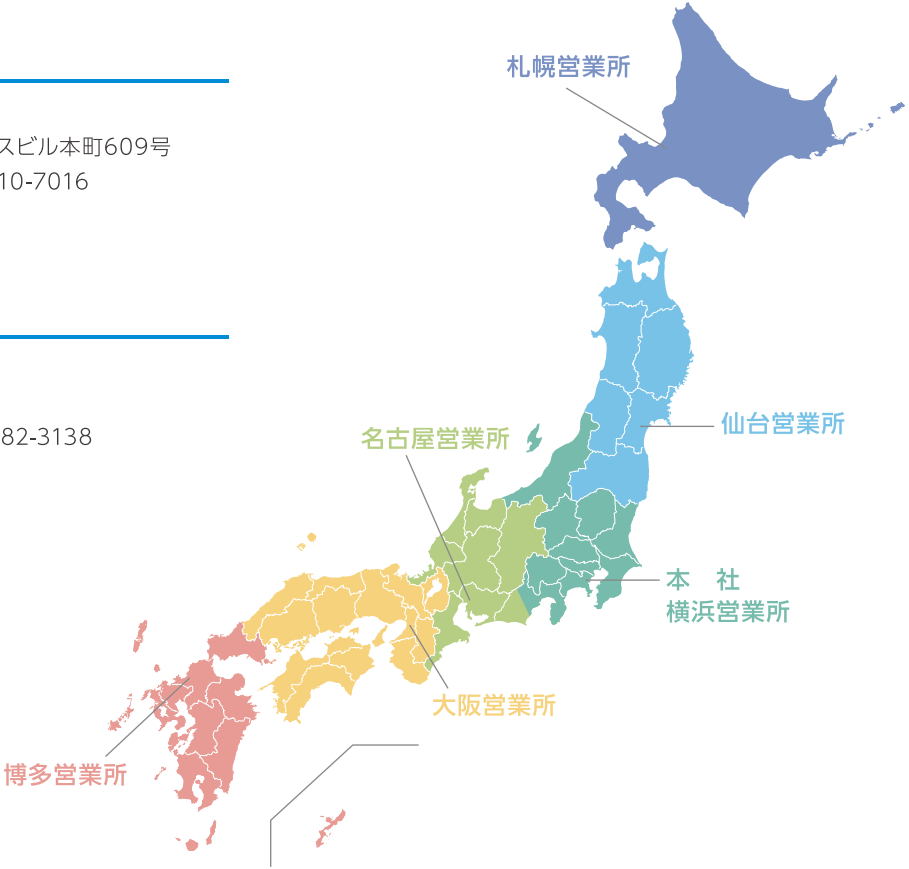 札幌営業所
スビル本町609号
10-7016
仙台営業所
82-3138
名古屋営業所
本　社
横浜営業所
大阪営業所
博多営業所